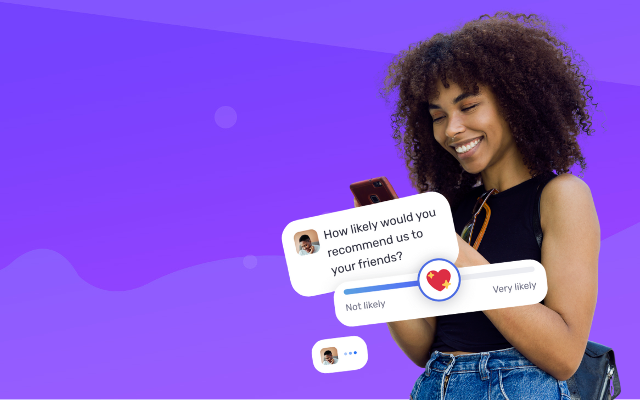 How likely would you
recommend us to
your friends?
Not likely
Very likely